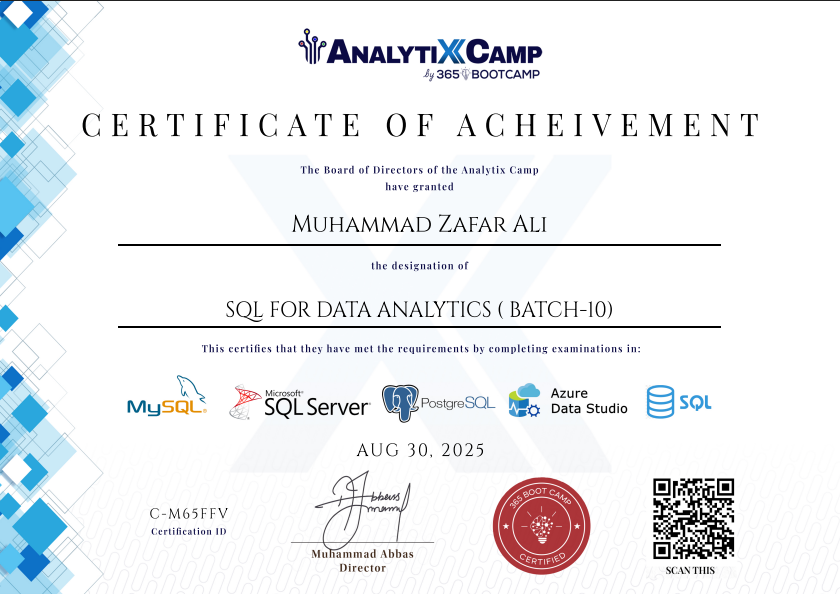 ANALYTIXCAMP
by 365 BOOTCAMP
CERTIFICATE OF ACHEIVEMENT
The Board of Directors of the Analytix Camp
have granted
MUHAMMAD ZAFAR ALI
the designation of
SQL FOR DATA ANALYTICS ( BATCH-10)
This certifies that they have met the requirements by completing examinations in:
MySQL®
Microsoft®
SQL Server®
PostgreSQL
Azure
Data Studio
SQL
AUG 30, 2025
C-M65FFV
Certification ID
Abbass
Muhammad Abbas
Director
365 BOOT CAMP
CERTIFIED
SCAN THIS